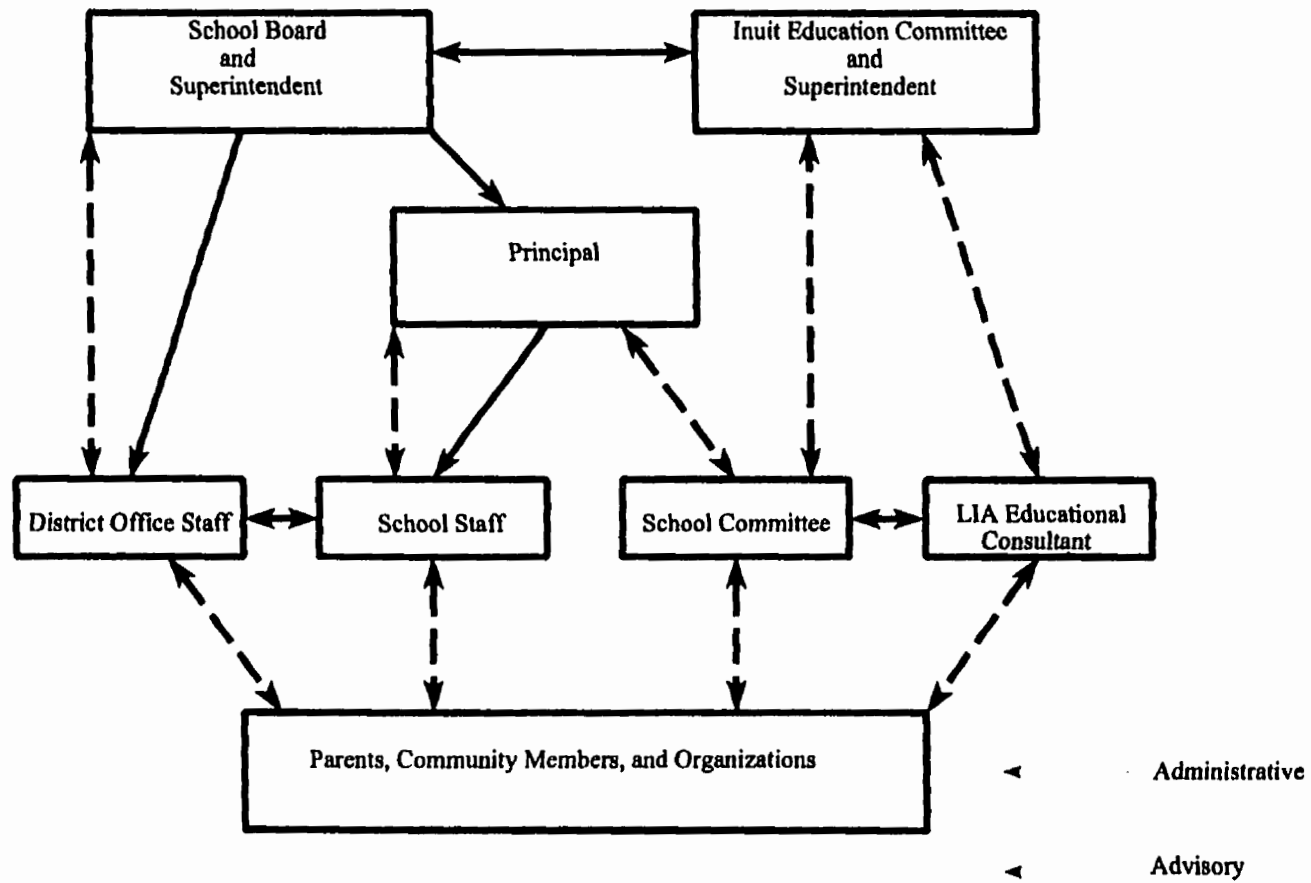 School Board
and
Superintendent
Inuit Education Committee
and
Superintendent
Principal
District Office Staff
School Staff
School Committee
LIA Educational
Consultant
Parents, Community Members, and Organizations
Administrative
Advisory